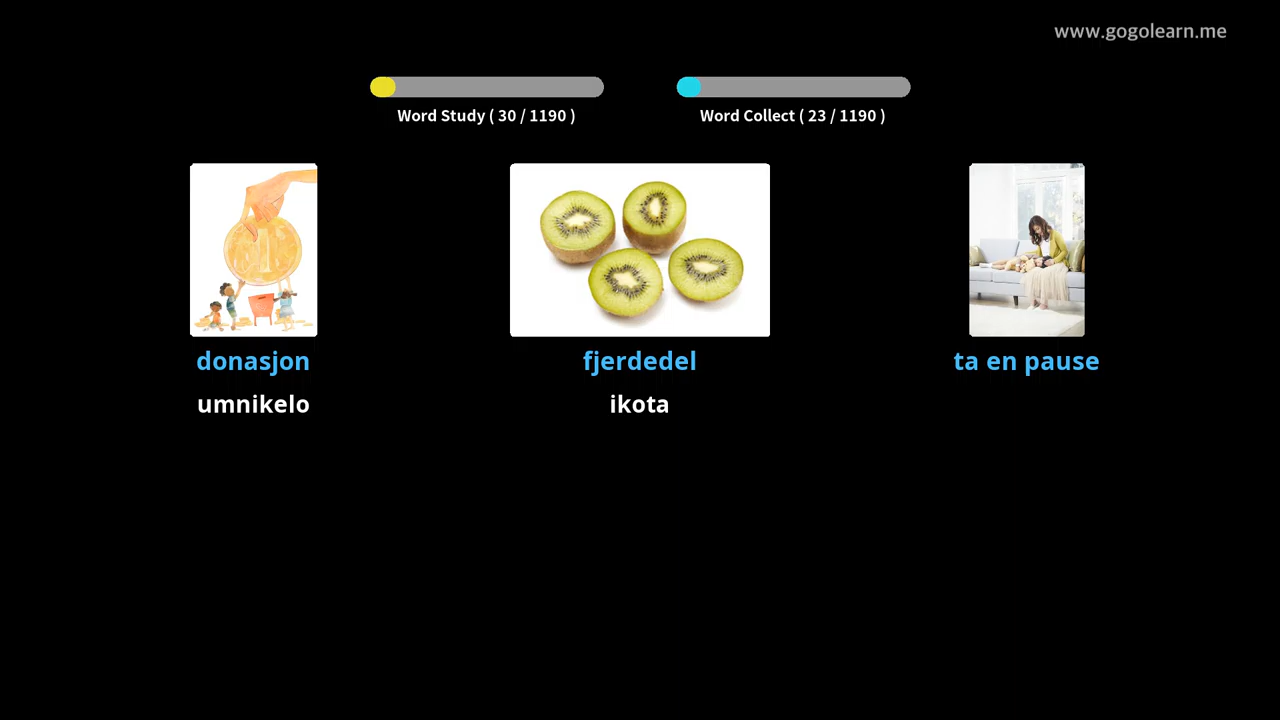 www.gogolearn.me
Word Study ( 30 / 1190 )
Word Collect ( 23 / 1190 )
donasjon
fjerdedel
ta en pause
umnikelo
ikota